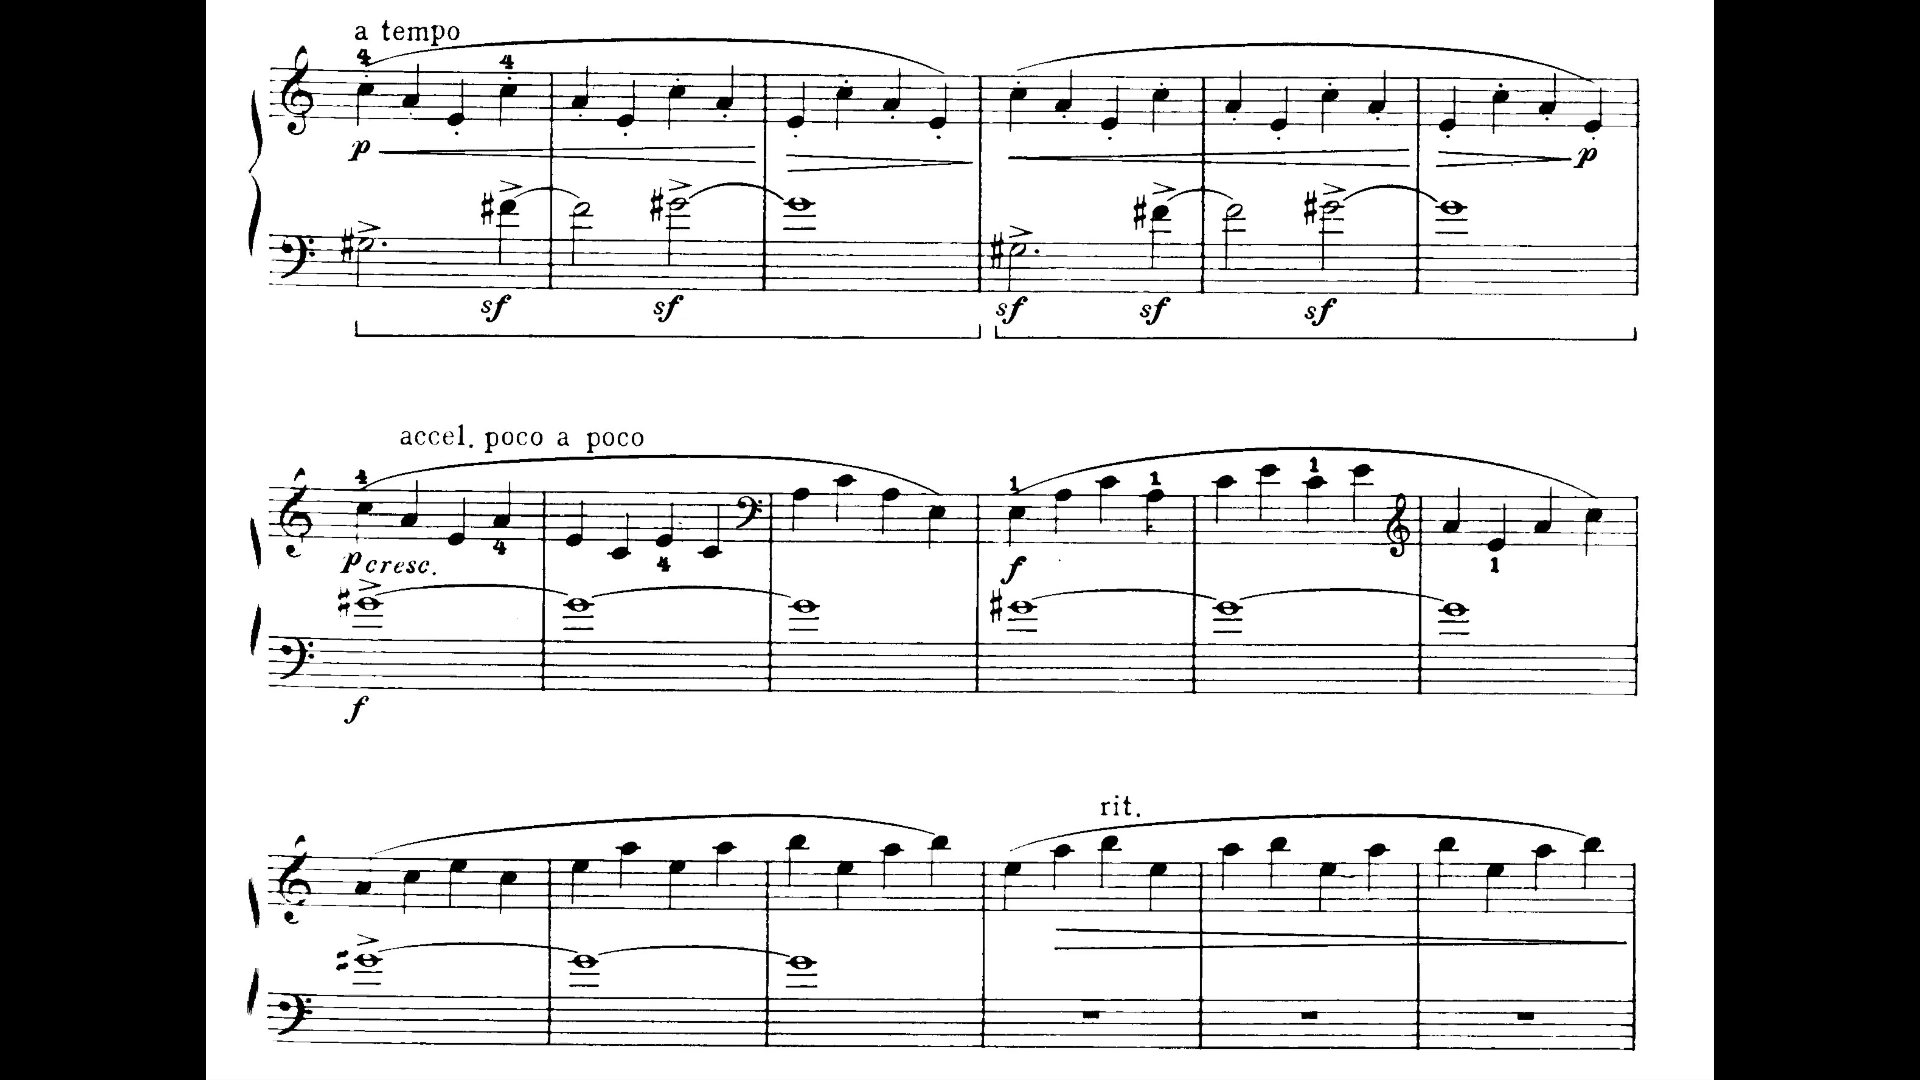 a tempo
4 4
p p
sf sf sf sf sf
accel. poco a poco
4 1 1 1
4 4 1
p cresc. f
f
rit.